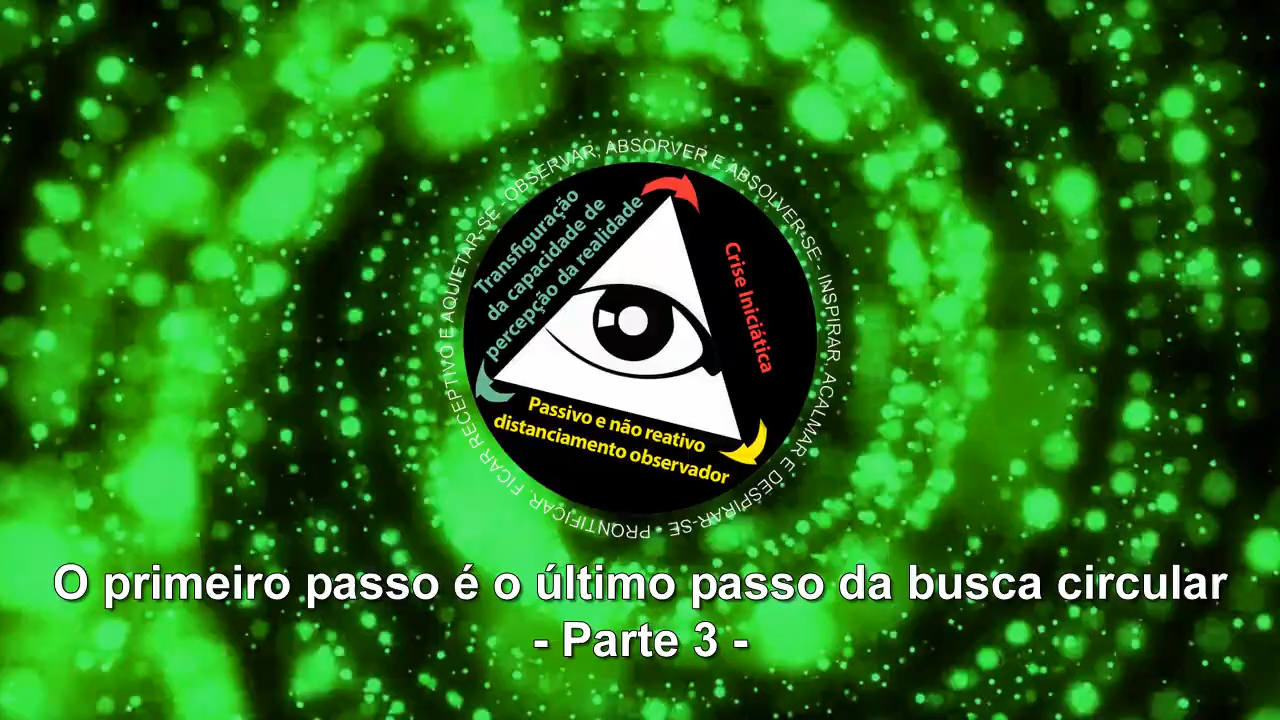 PRONTIFICAR, FICAR RECEPTIVO E AQUIETAR-SE - OBSERVAR, ABSORVER E ABSOLVER-SE - INSPIRAR, ACALMAR E DESPIRAR-SE •
Transfiguração
da capacidade de
percepção da realidade
Crise Iniciática
Passivo e não reativo
distanciamento observador
O primeiro passo é o último passo da busca circular
- Parte 3 -